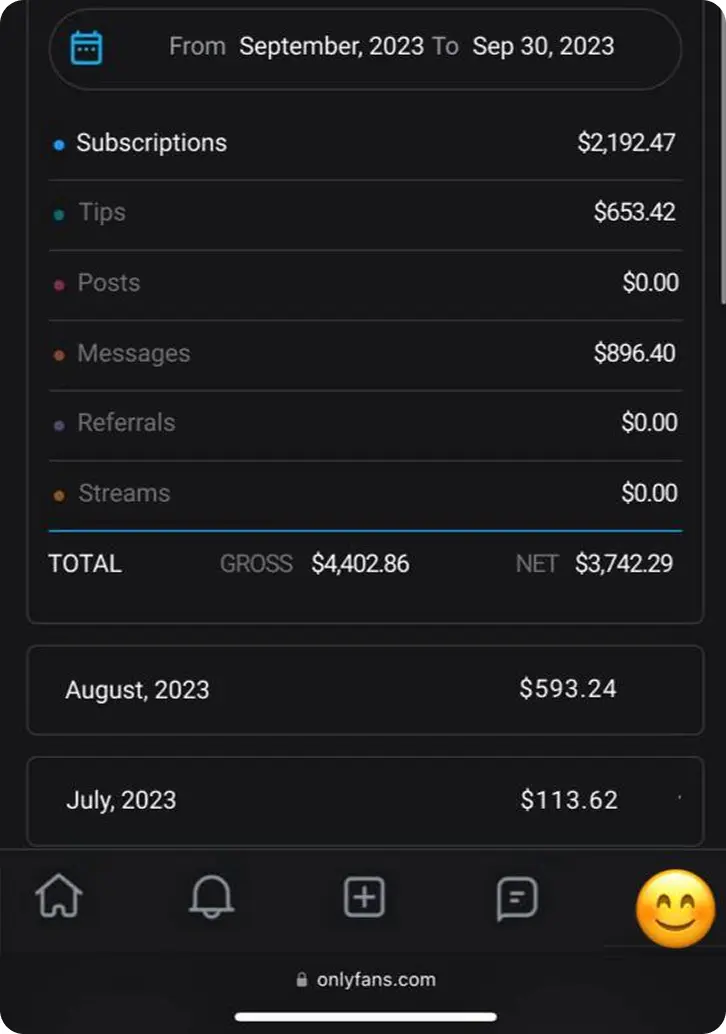 From September, 2023 To Sep 30, 2023
Subscriptions $2,192.47
Tips $653.42
Posts $0.00
Messages $896.40
Referrals $0.00
Streams $0.00
TOTAL GROSS $4,402.86 NET $3,742.29
August, 2023 $593.24
July, 2023 $113.62
onlyfans.com